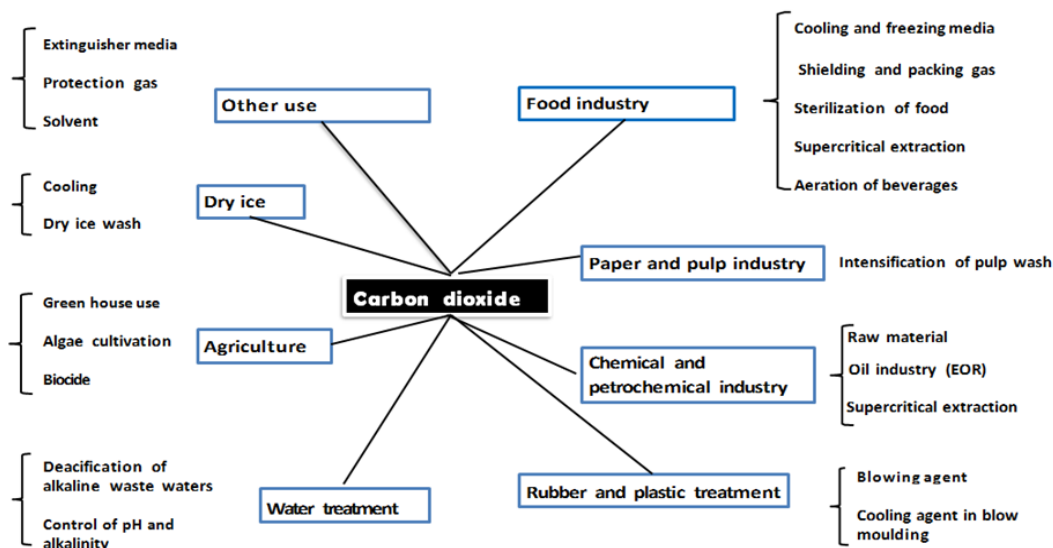 Extinguisher media
Protection gas
Solvent
Other use
Food industry
Cooling and freezing media
Shielding and packing gas
Sterilization of food
Supercritical extraction
Aeration of beverages
Cooling
Dry ice wash
Dry ice
Paper and pulp industry
Intensification of pulp wash
Carbon dioxide
Green house use
Algae cultivation
Biocide
Agriculture
Chemical and
petrochemical industry
Raw material
Oil industry (EOR)
Supercritical extraction
Deacification of
alkaline waste waters
Control of pH and
alkalinity
Water treatment
Rubber and plastic treatment
Blowing agent
Cooling agent in blow
moulding